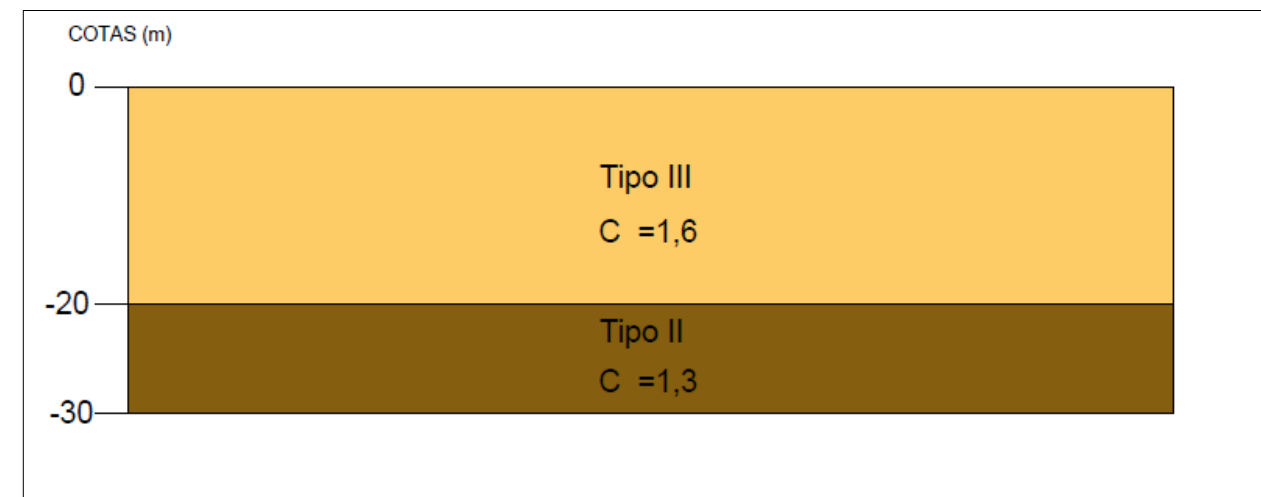 COTAS (m)
0
Tipo III
C =1,6
-20
Tipo II
C =1,3
-30